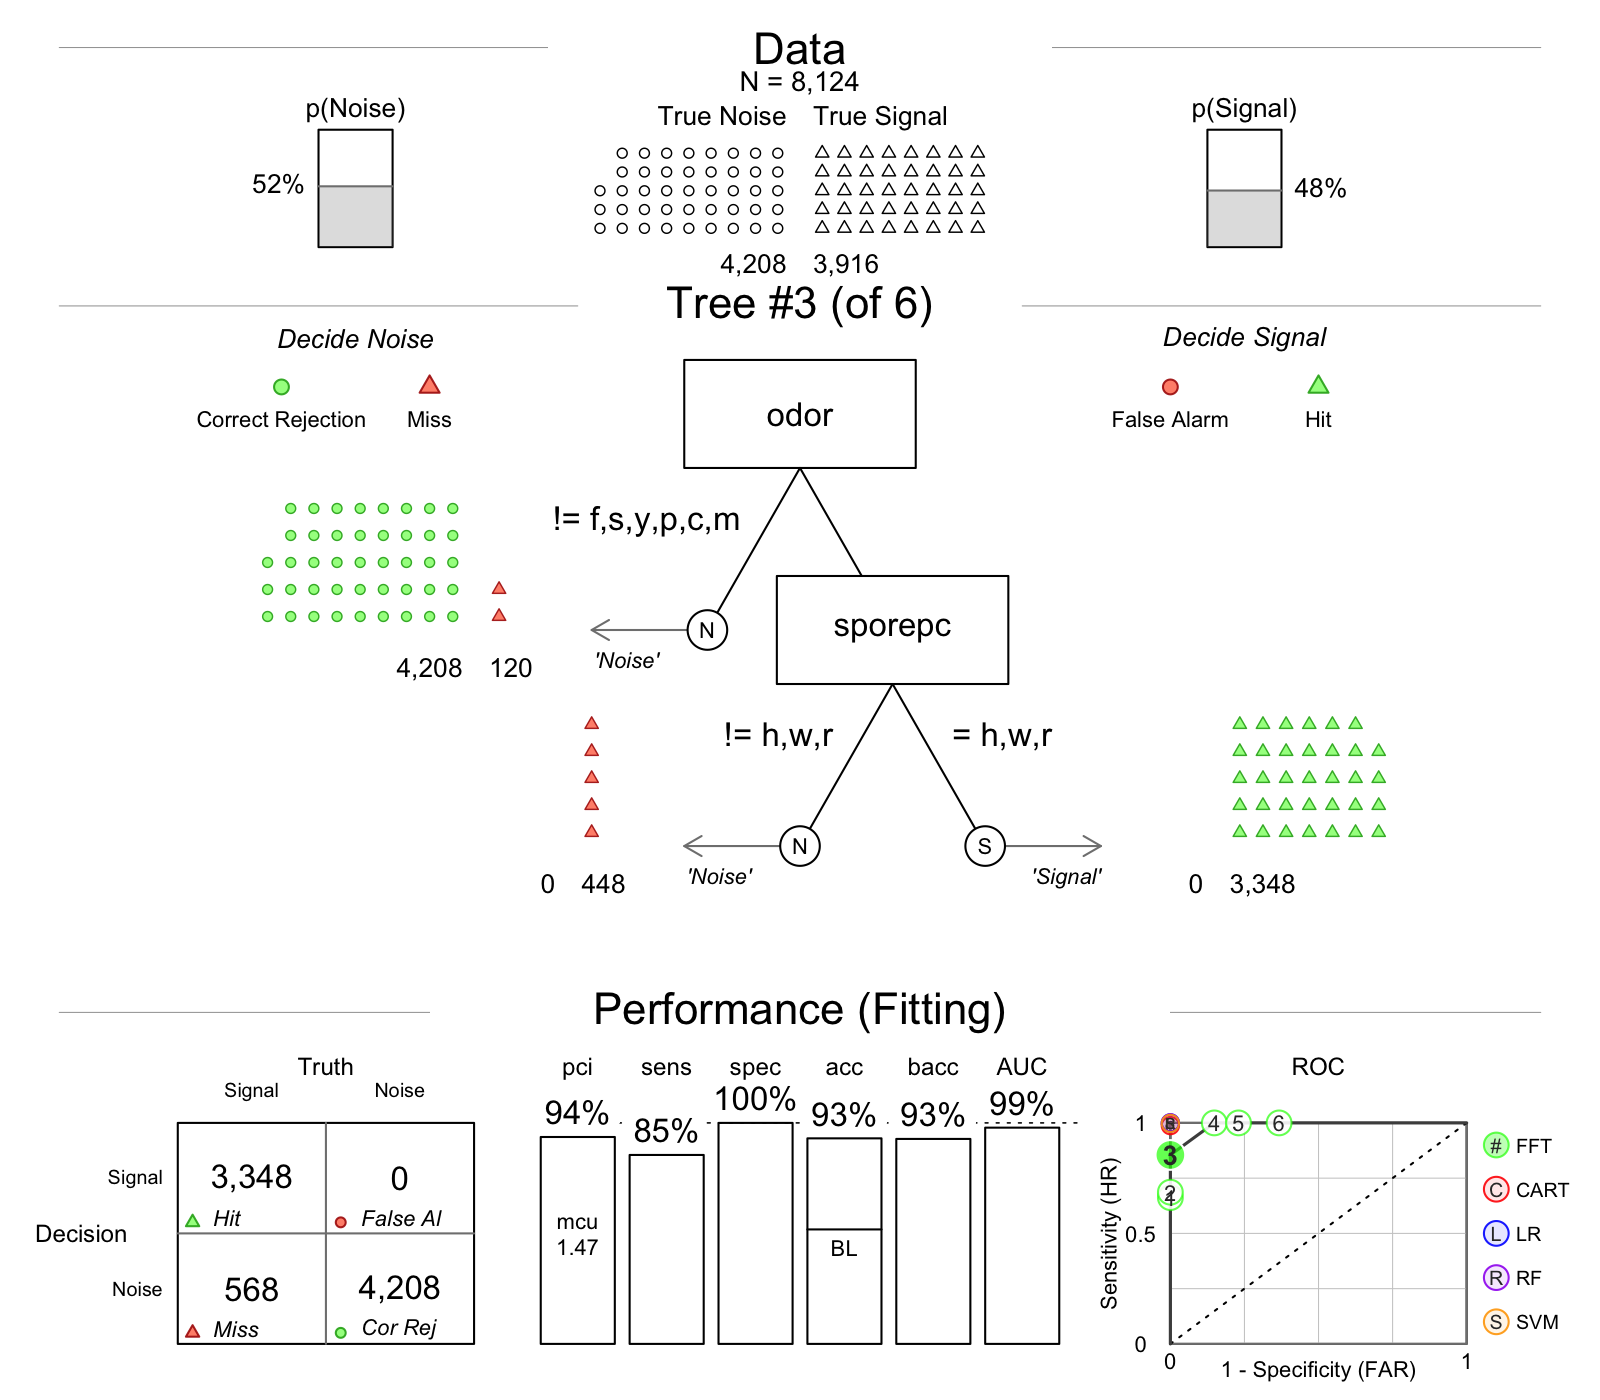 Data
N = 8,124
p(Noise)
True Noise
True Signal
p(Signal)
52%
48%
4,208
3,916
Tree #3 (of 6)
Decide Noise
Decide Signal
Correct Rejection
Miss
False Alarm
Hit
odor
!= f,s,y,p,c,m
N
'Noise'
sporepc
4,208
120
!= h,w,r
= h,w,r
N
S
'Noise'
'Signal'
0
448
0
3,348
Performance (Fitting)
Truth
Signal
Noise
Decision
Signal
3,348
0
Hit
False Al
Noise
568
4,208
Miss
Cor Rej
pci
sens
spec
acc
bacc
AUC
94%
85%
100%
93%
93%
99%
mcu
1.47
BL
ROC
1
0.5
0
Sensitivity (HR)
4
5
6
3
2
0
1
1 - Specificity (FAR)
# FFT
C CART
L LR
R RF
S SVM